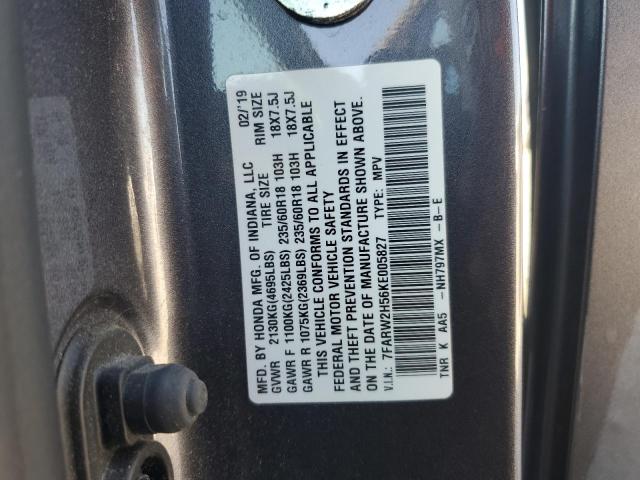 MFD. BY HONDA MFG. OF INDIANA, LLC 02/'19
GVWR 2130KG(4695LBS) TIRE SIZE RIM SIZE
GAWR F 1100KG(2425LBS) 235/60R18 103H 18X7.5J
GAWR R 1075KG(2369LBS) 235/60R18 103H 18X7.5J
THIS VEHICLE CONFORMS TO ALL APPLICABLE
FEDERAL MOTOR VEHICLE SAFETY
AND THEFT PREVENTION STANDARDS IN EFFECT
ON THE DATE OF MANUFACTURE SHOWN ABOVE.
V.I.N.: 7FARW2H56KE005827 TYPE: MPV
TNR K AA5 -NH797MX -B-E